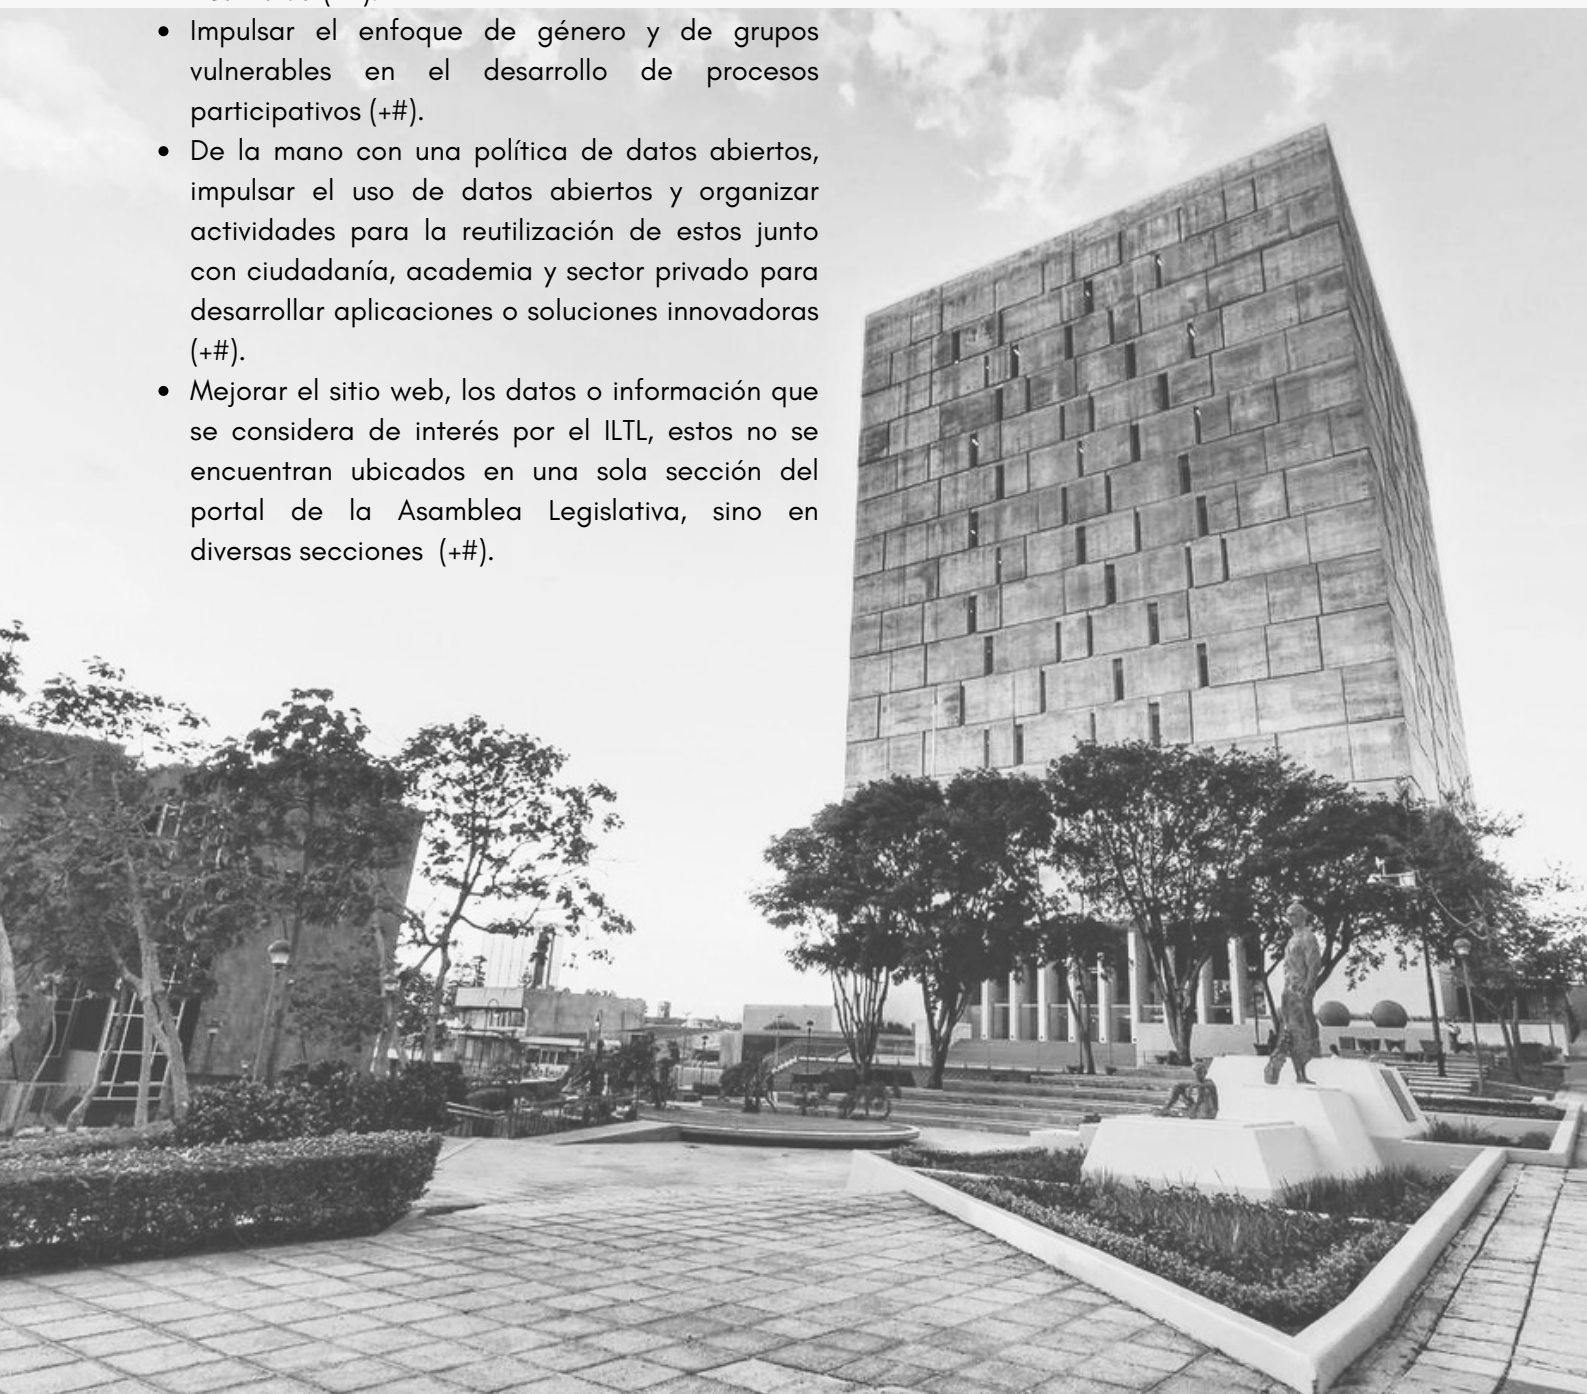 Impulsar el enfoque de género y de grupos
vulnerables en el desarrollo de procesos
participativos (+#).
De la mano con una política de datos abiertos,
impulsar el uso de datos abiertos y organizar
actividades para la reutilización de estos junto
con ciudadanía, academia y sector privado para
desarrollar aplicaciones o soluciones innovadoras
(+#).
Mejorar el sitio web, los datos o información que
se considera de interés por el ILTL, estos no se
encuentran ubicados en una sola sección del
portal de la Asamblea Legislativa, sino en
diversas secciones  (+#).